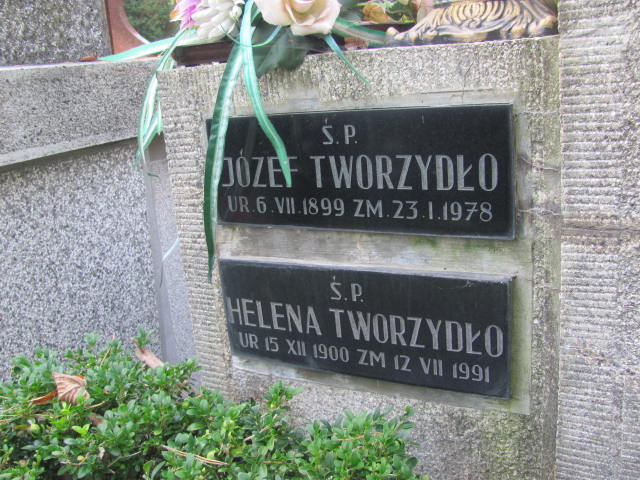 Ś.P.
JÓZEF TWORZYDŁO
UR.6.VII.1899 ZM.23.I.1978
Ś.P.
HELENA TWORZYDŁO
UR 15 XII 1900 ZM 12 VII 1991